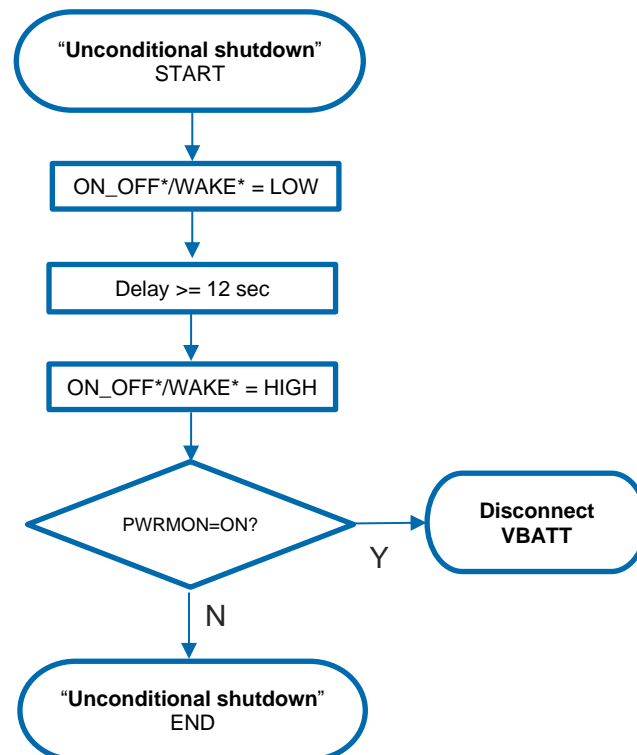 “Unconditional shutdown”
START
ON_OFF*/WAKE* = LOW
Delay >= 12 sec
ON_OFF*/WAKE* = HIGH
PWRMON=ON?
Y
Disconnect
VBATT
N
“Unconditional shutdown”
END